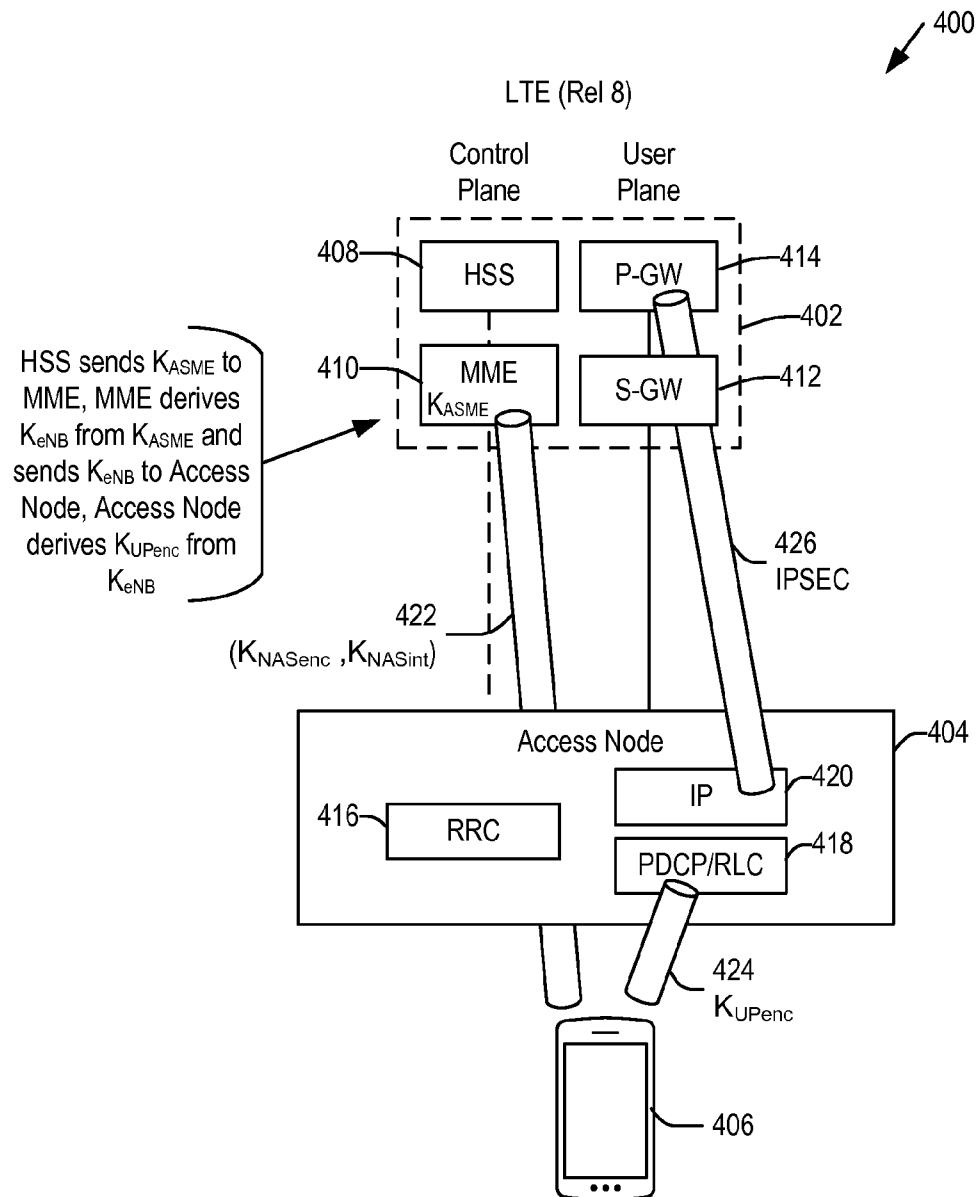 400
LTE (Rel 8)
Control
Plane
User
Plane
408
HSS
P-GW
414
402
410
MME
KASME
S-GW
412
HSS sends KASME to
MME, MME derives
KeNB from KASME and
sends KeNB to Access
Node, Access Node
derives KUPenc from
KeNB
426
IPSEC
422
(KNASenc ,KNASint)
Access Node
404
IP
420
416
RRC
PDCP/RLC
418
424
KUPenc
406